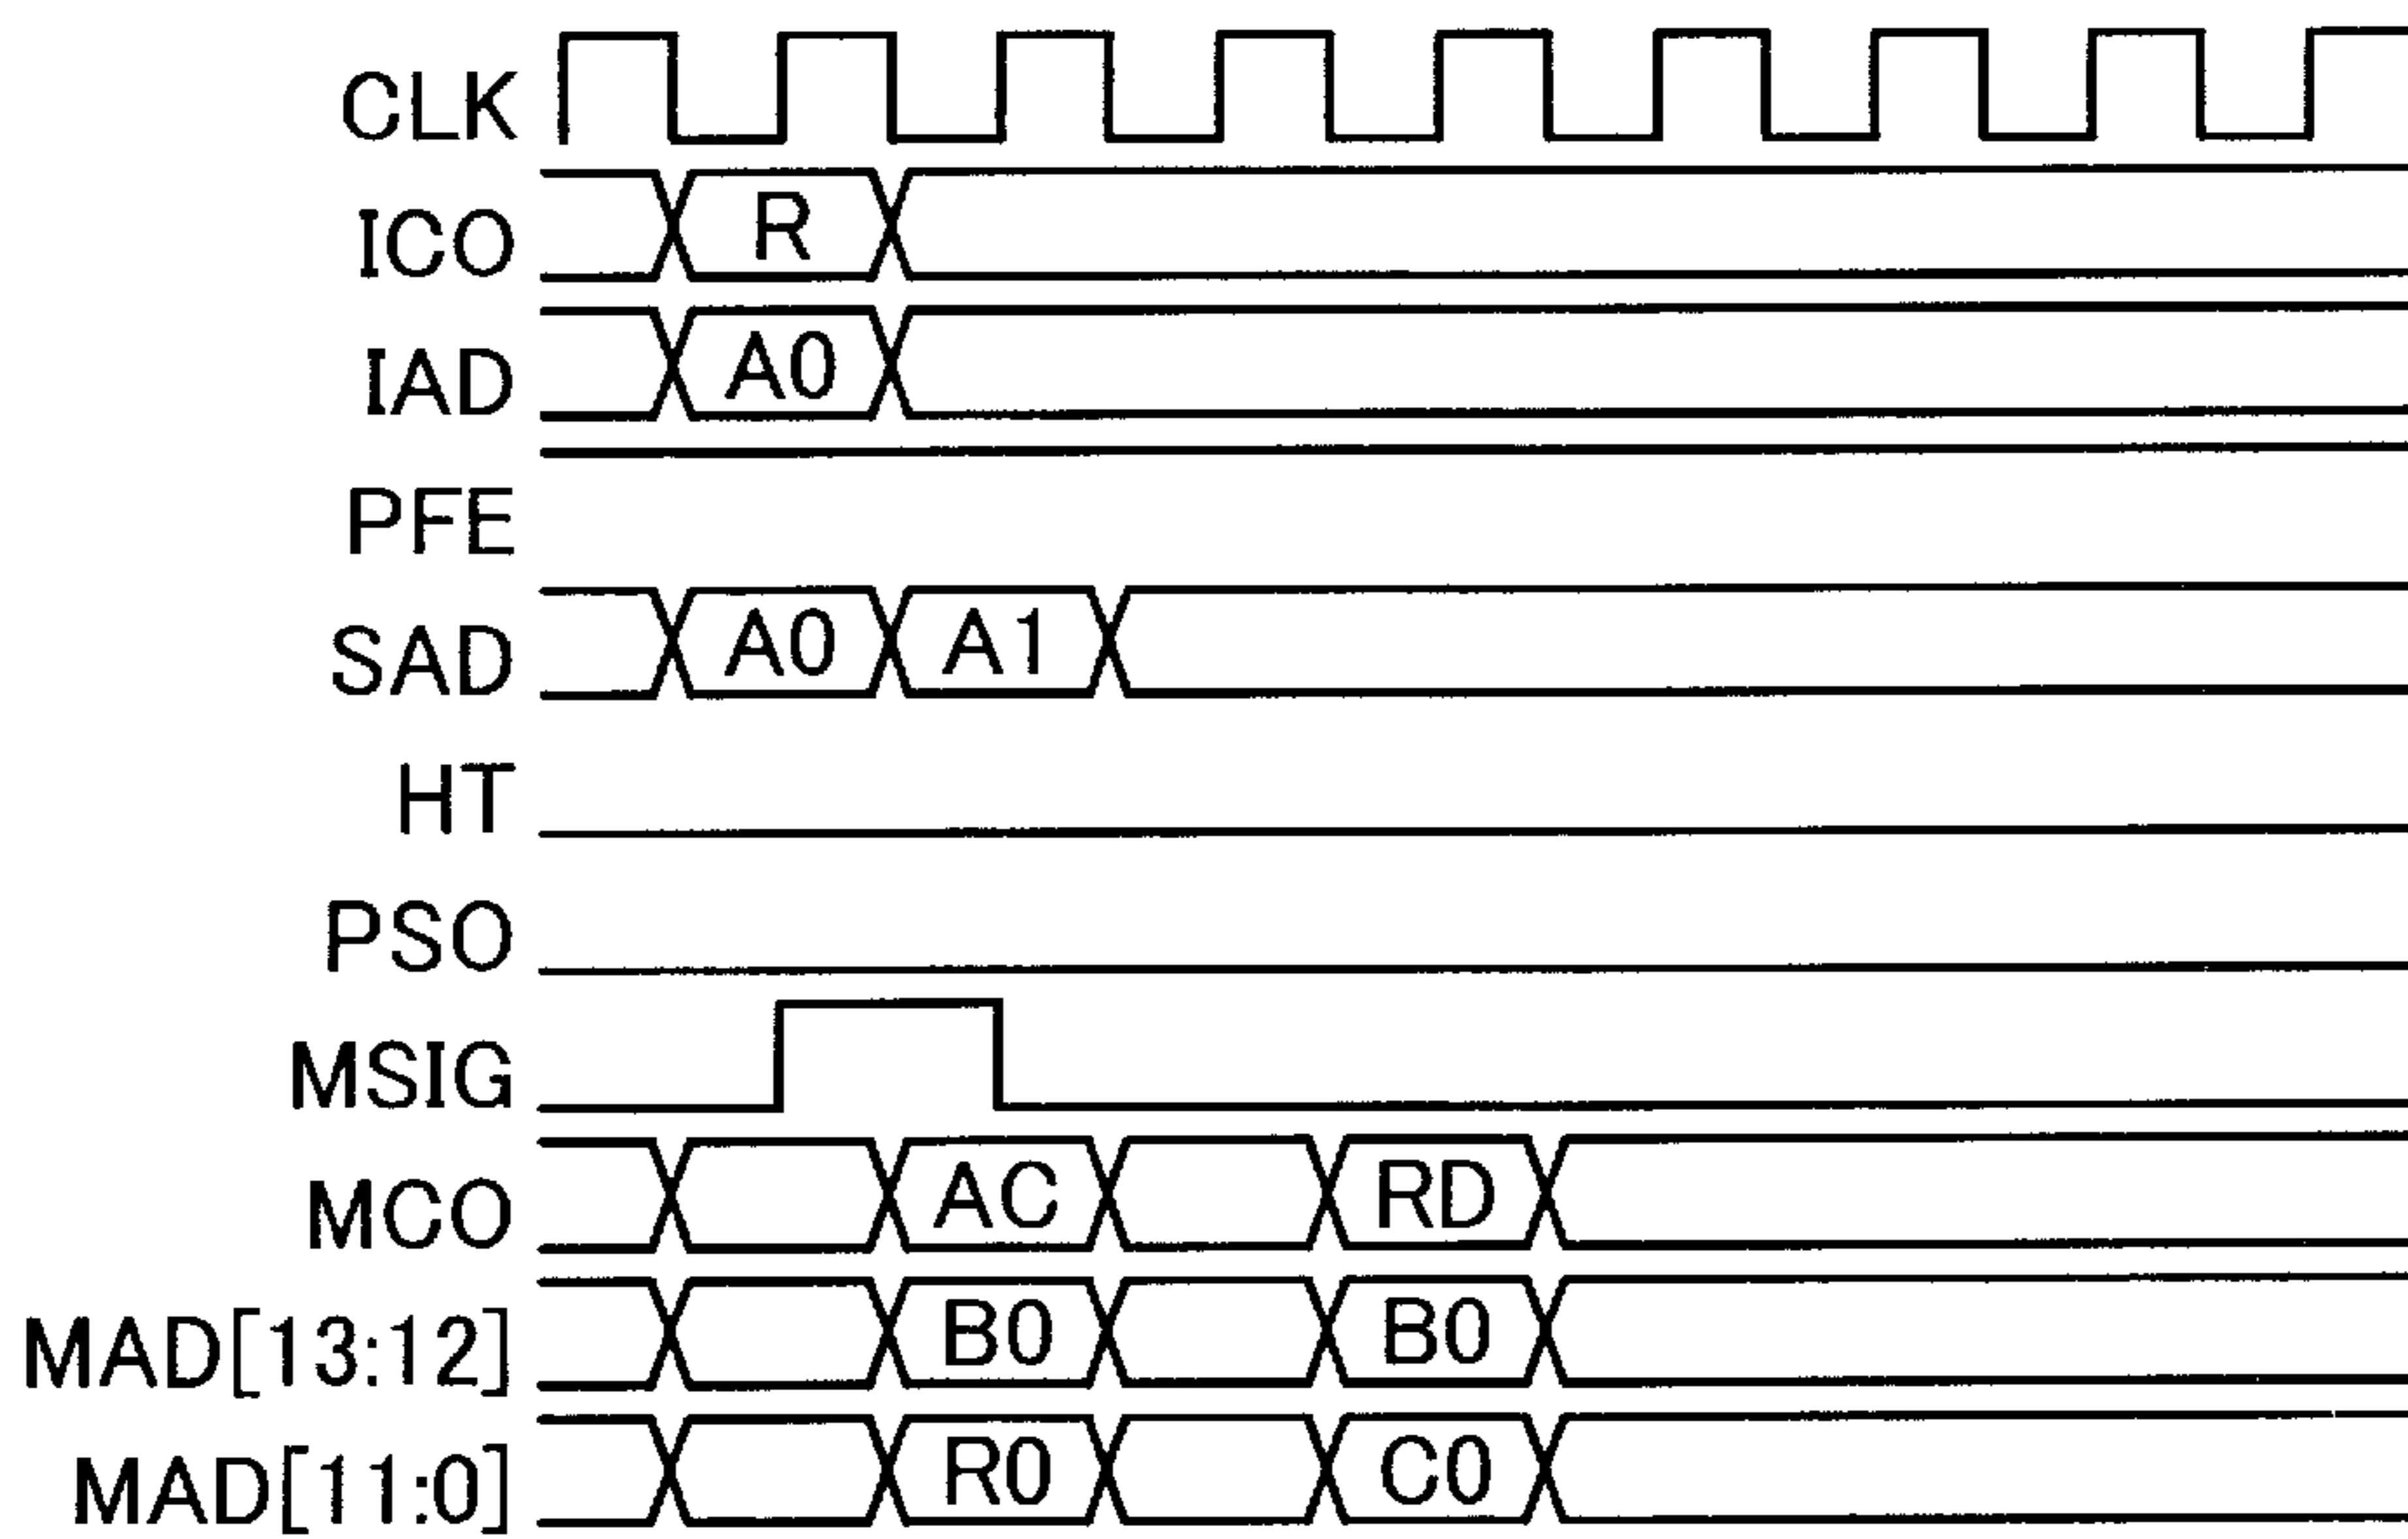 CLK
ICO R
IAD A0
PFE
SAD A0 A1
HT
PSO
MSIG
MCO AC RD
MAD[13:12] B0 B0
MAD[11:0] R0 C0